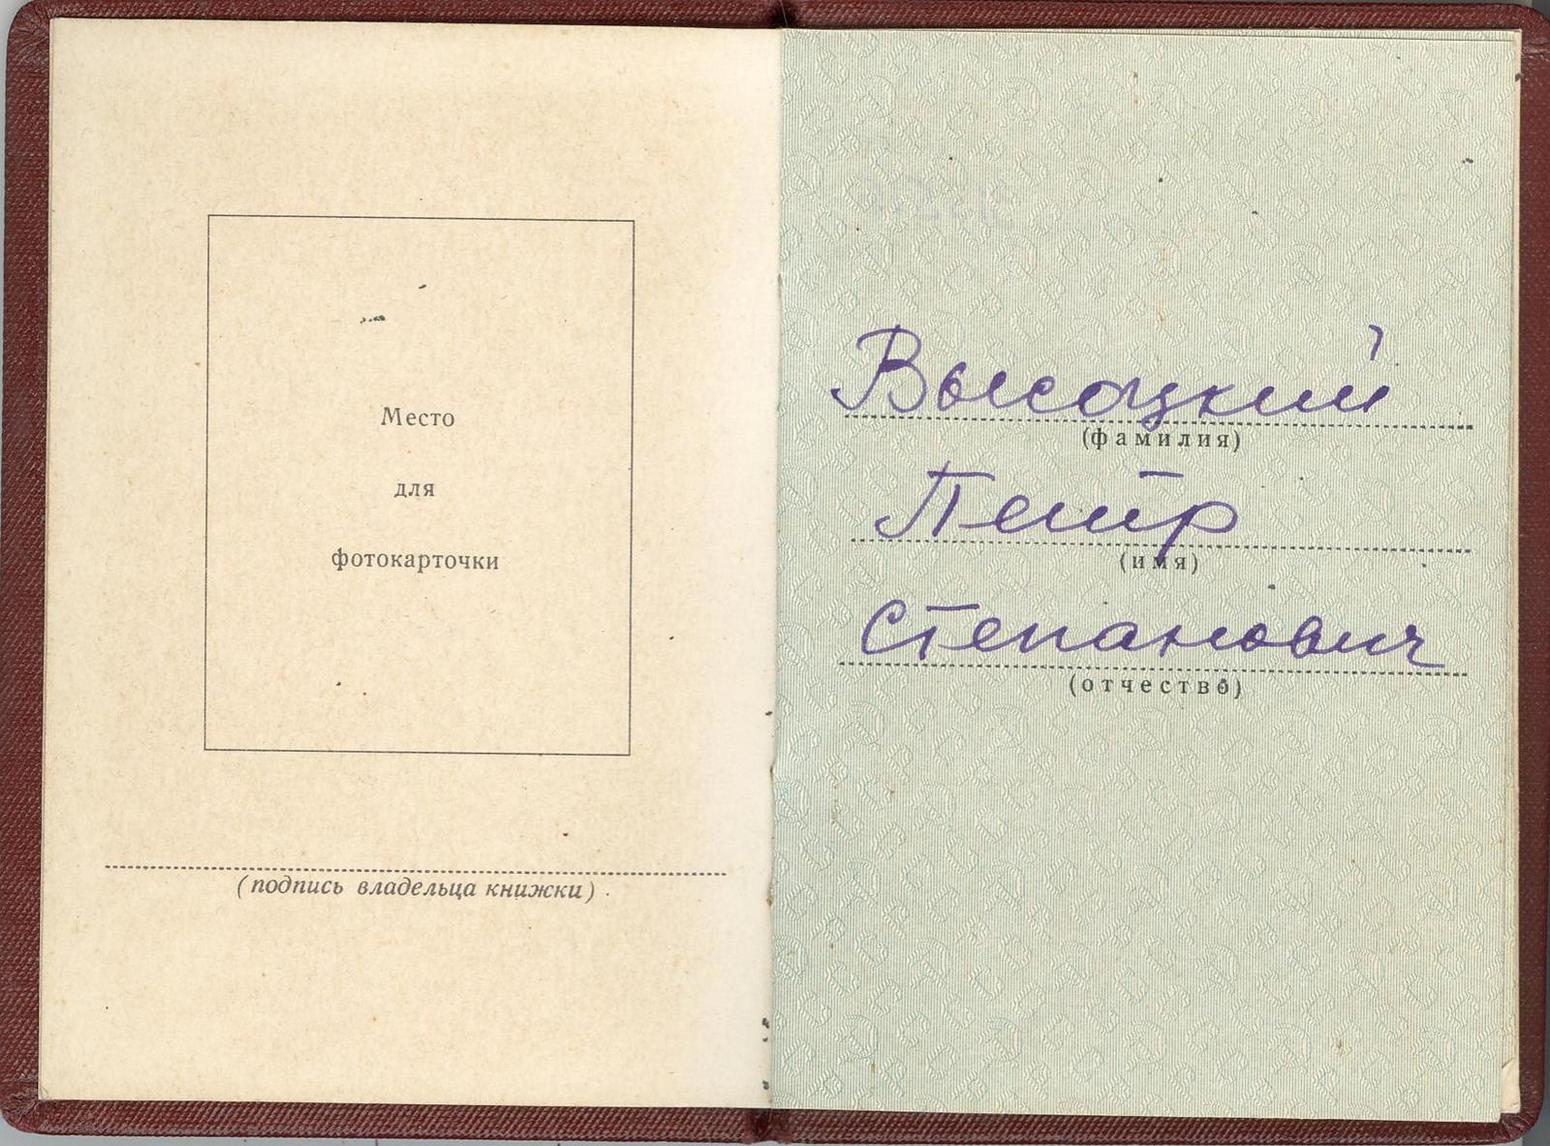 Место
для
фотокарточки
(подпись владельца книжки)
Высоцкий
(фамилия)
Петр
(имя)
Степанович
(отчество)